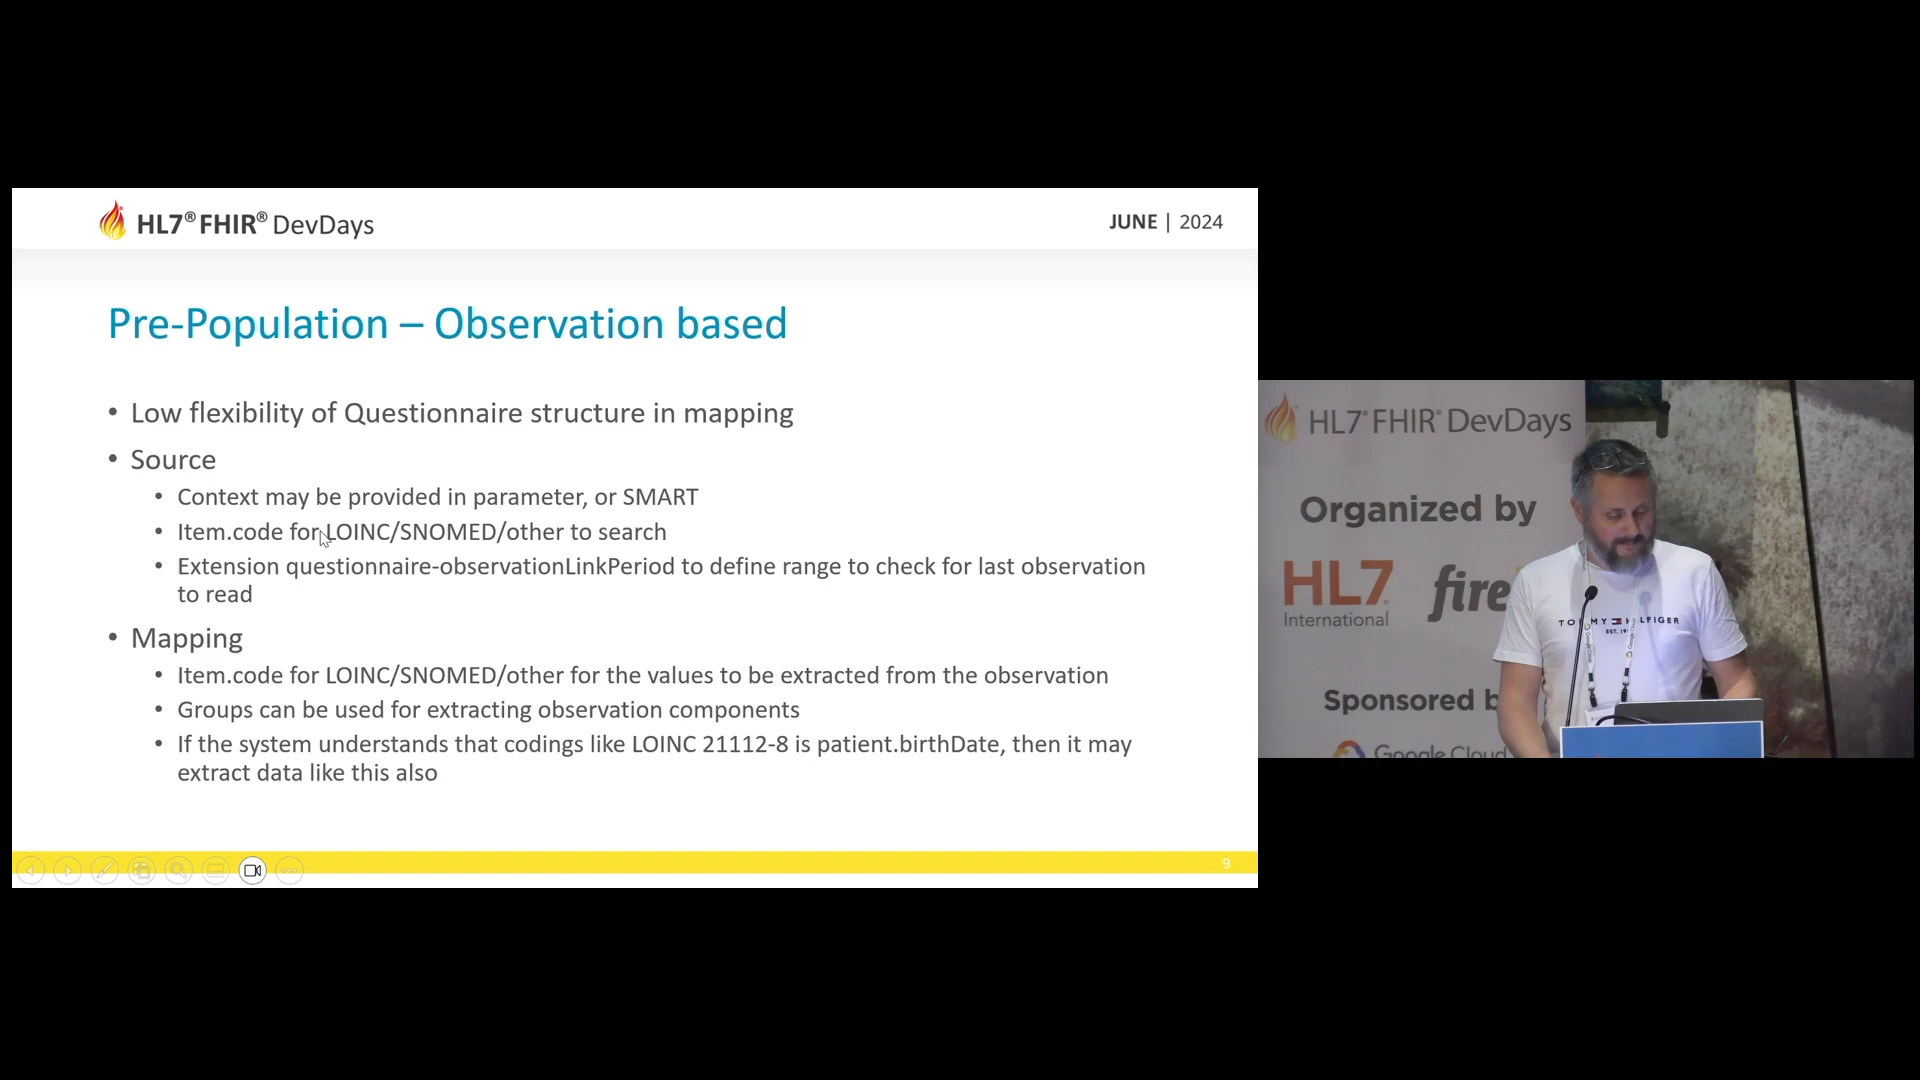 HL7® FHIR® DevDays
JUNE | 2024
Pre-Population – Observation based
• Low flexibility of Questionnaire structure in mapping
• Source
• Context may be provided in parameter, or SMART
• Item.code for LOINC/SNOMED/other to search
• Extension questionnaire-observationLinkPeriod to define range to check for last observation
to read
• Mapping
• Item.code for LOINC/SNOMED/other for the values to be extracted from the observation
• Groups can be used for extracting observation components
• If the system understands that codings like LOINC 21112-8 is patient.birthDate, then it may
extract data like this also
9
HL7® FHIR® DevDays
Organized by
HL7
International
fire
Sponsored b
Google Cloud
TOMMY HILFIGER